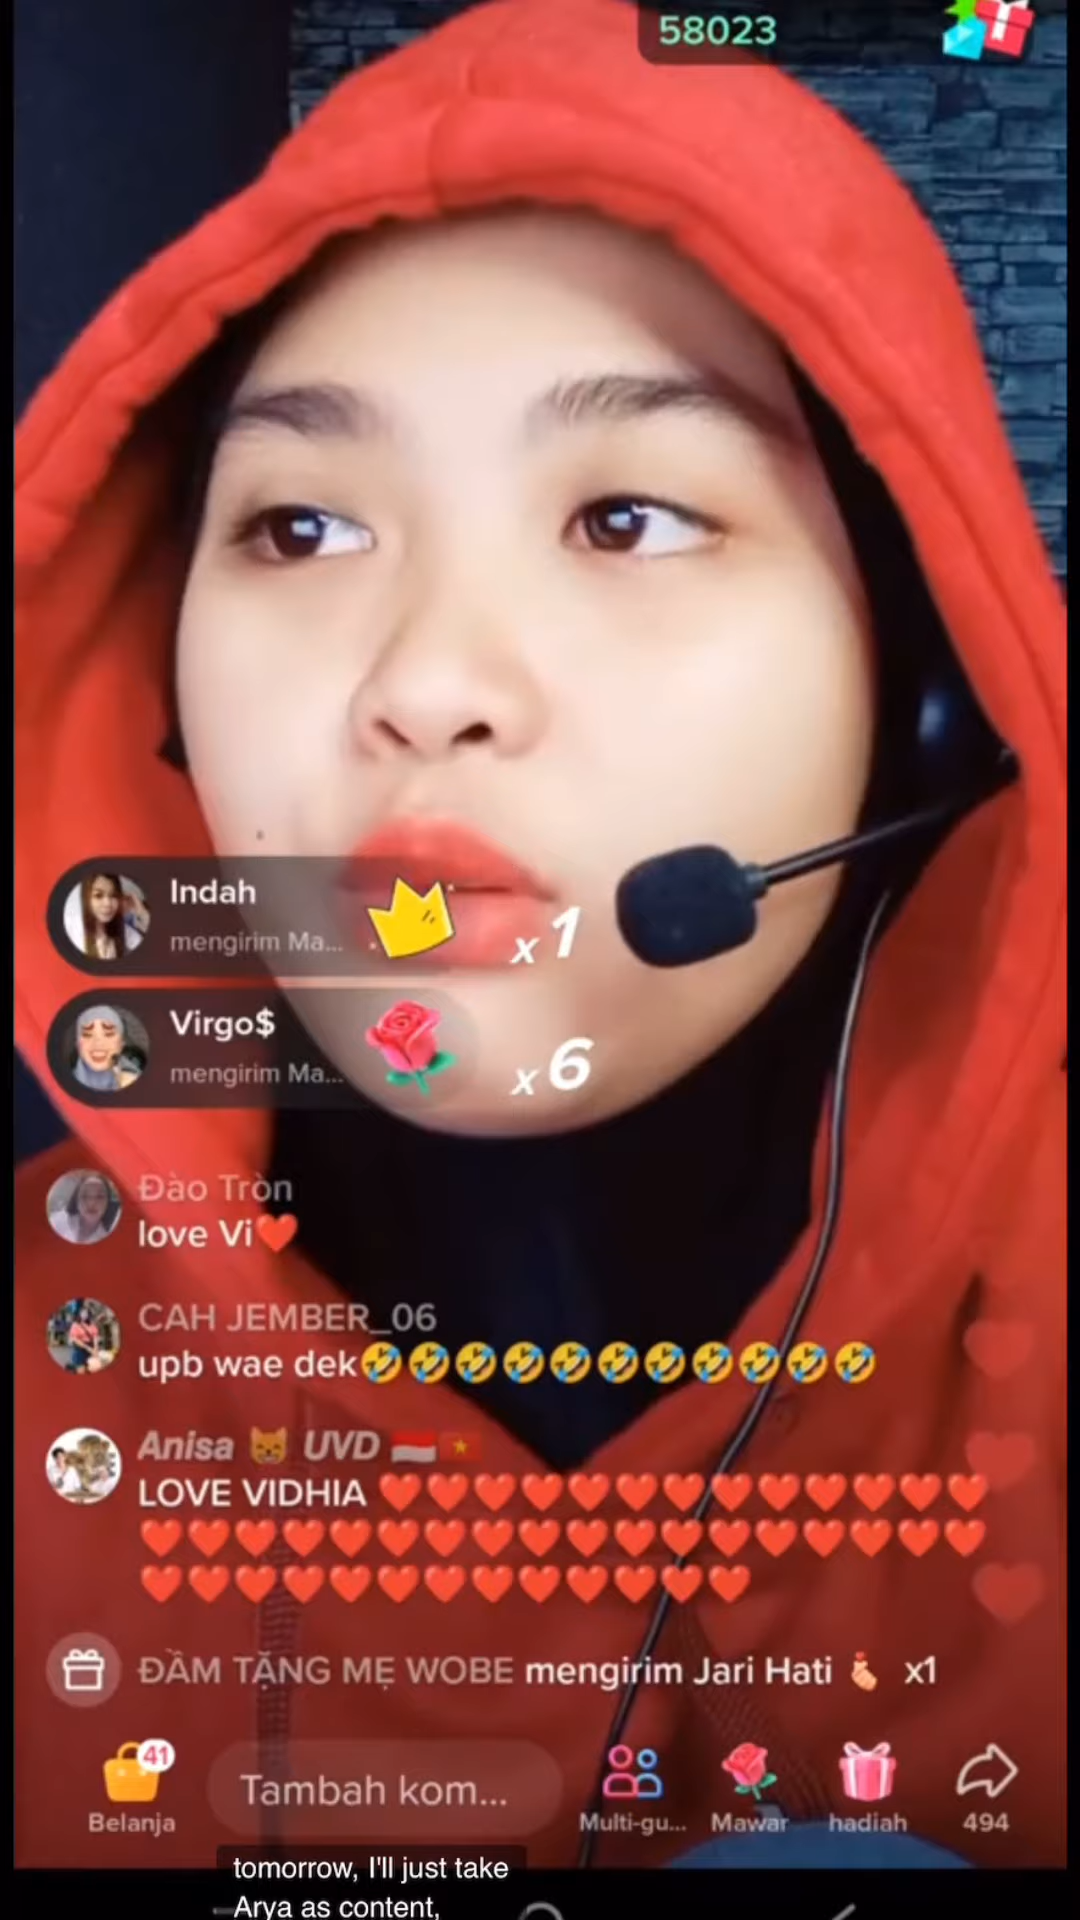 58023
Indah
mengirim Ma...
x1
Virgo$
mengirim Ma...
x6
Đào Tròn
love Vi❤️
CAH JEMBER_06
upb wae dek🤣🤣🤣🤣🤣🤣🤣🤣🤣🤣🤣
Anisa 😸 UVD 🇮🇩🇻🇳
LOVE VIDHIA ❤️❤️❤️❤️❤️❤️❤️❤️❤️❤️❤️❤️❤️
❤️❤️❤️❤️❤️❤️❤️❤️❤️❤️❤️❤️❤️❤️❤️❤️❤️❤️
❤️❤️❤️❤️❤️❤️❤️❤️❤️❤️❤️❤️❤️
ĐẦM TẶNG MẸ WOBE mengirim Jari Hati 🫰 x1
41
Tambah kom...
Belanja
Multi-gu...
Mawar
hadiah
494
tomorrow, I'll just take
Arya as content,